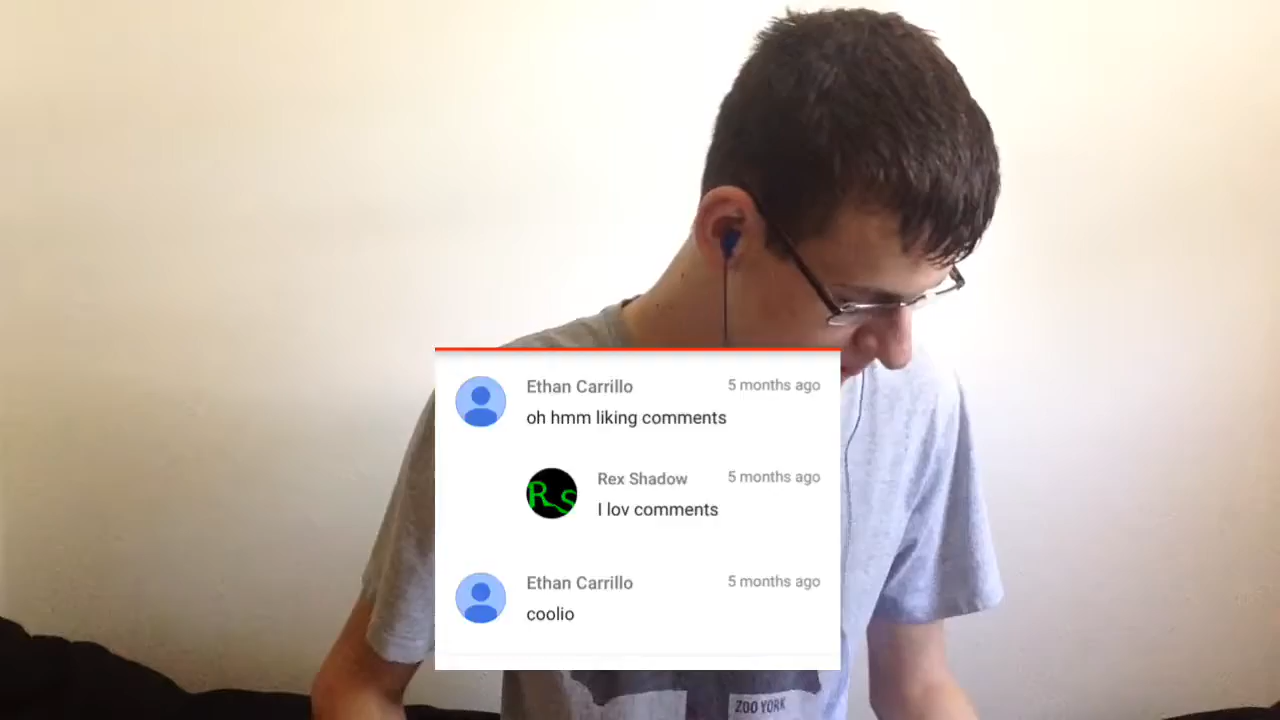 Ethan Carrillo 5 months ago
oh hmm liking comments
Rex Shadow 5 months ago
RS
I lov comments
Ethan Carrillo 5 months ago
coolio
ZOO YORK